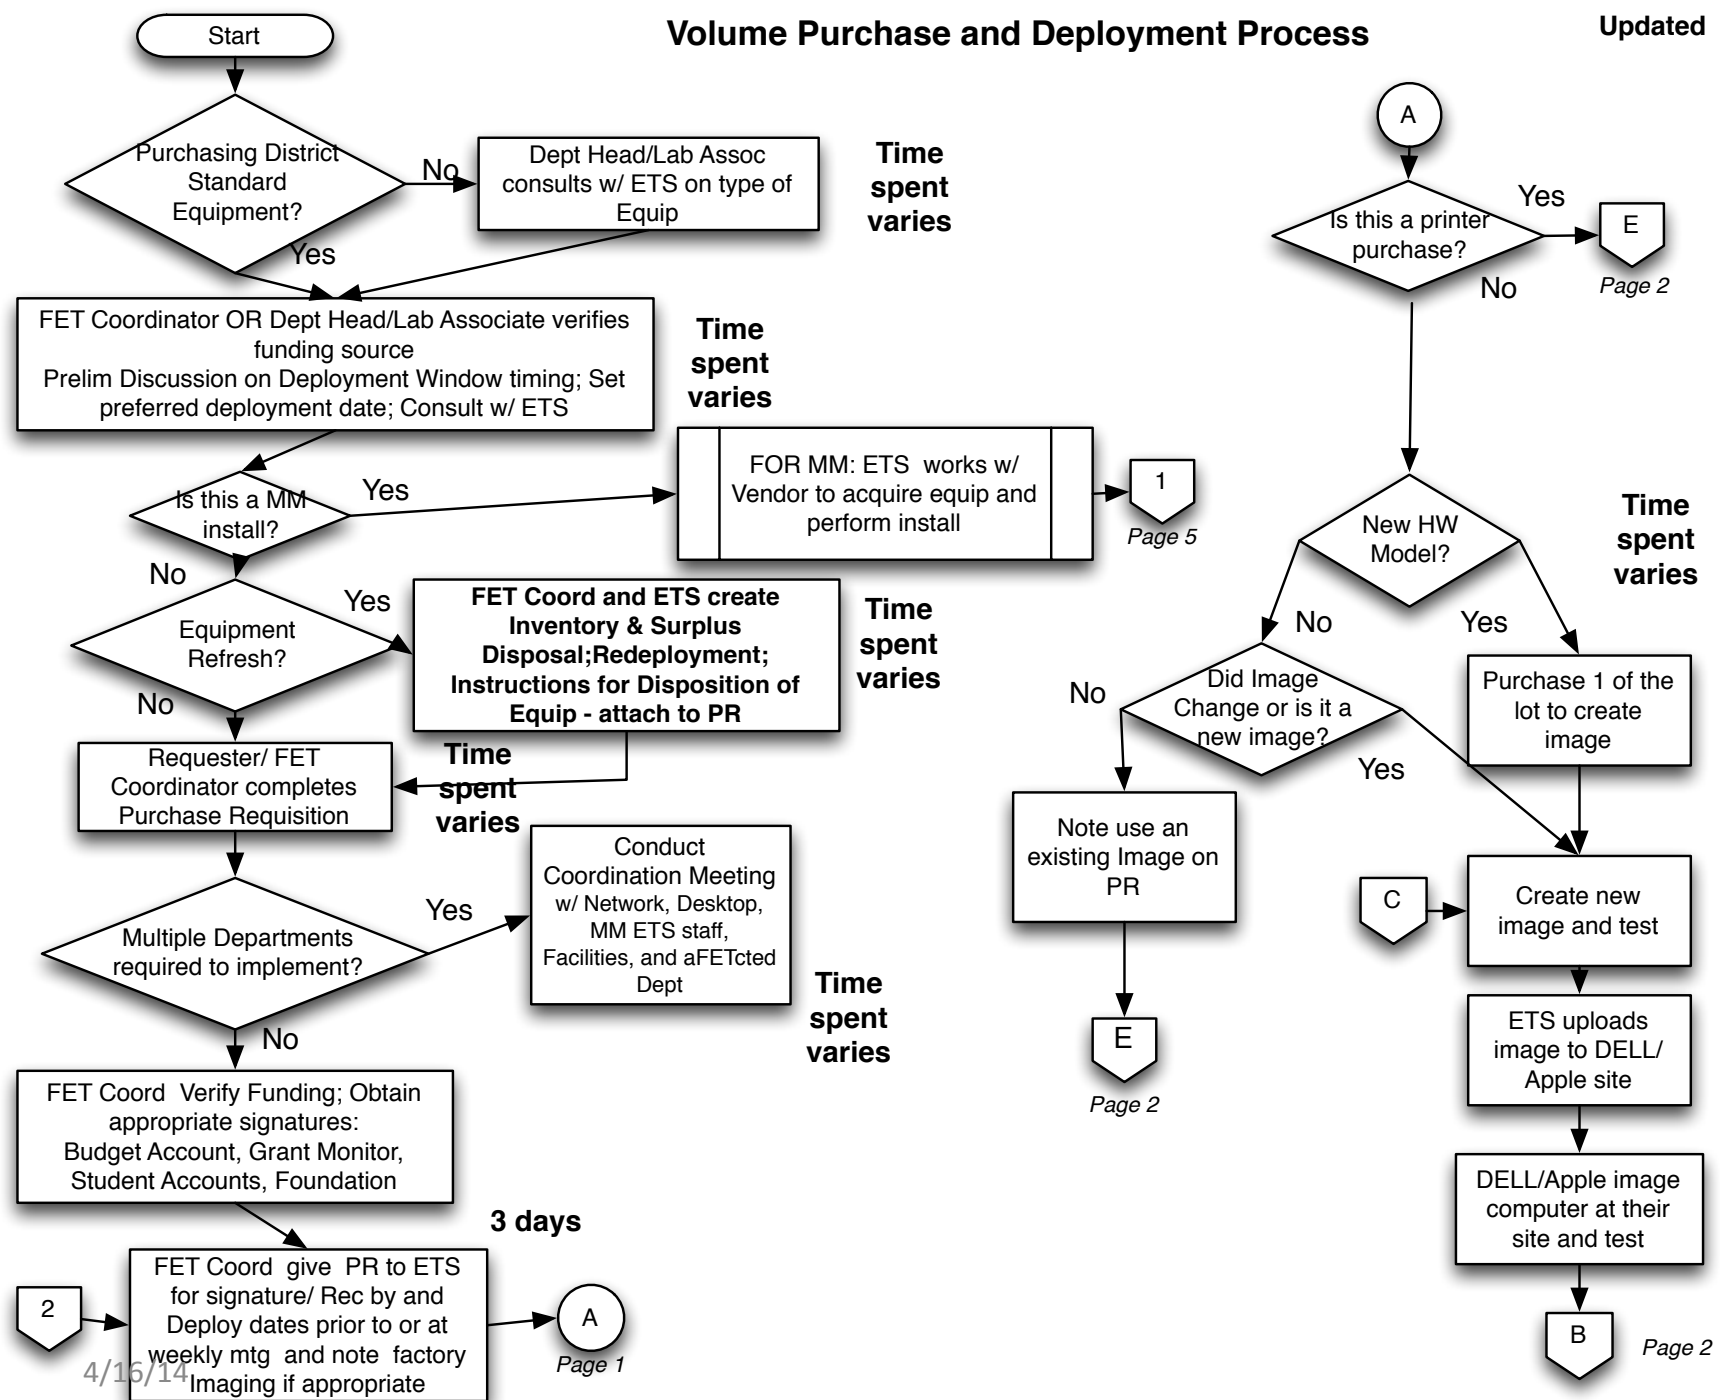 Volume Purchase and Deployment Process
Updated
Start
Purchasing District
Standard
Equipment?
No
Yes
Dept Head/Lab Assoc
consults w/ ETS on type of
Equip
Time
spent
varies
FET Coordinator OR Dept Head/Lab Associate verifies
funding source
Prelim Discussion on Deployment Window timing; Set
preferred deployment date; Consult w/ ETS
Time
spent
varies
Is this a MM
install?
Yes
No
FOR MM: ETS works w/
Vendor to acquire equip and
perform install
1
Page 5
Equipment
Refresh?
Yes
No
FET Coord and ETS create
Inventory & Surplus
Disposal;Redeployment;
Instructions for Disposition of
Equip - attach to PR
Time
spent
varies
Requester/ FET
Coordinator completes
Purchase Requisition
Time
spent
varies
Multiple Departments
required to implement?
Yes
No
Conduct
Coordination Meeting
w/ Network, Desktop,
MM ETS staff,
Facilities, and aFETcted
Dept
Time
spent
varies
FET Coord Verify Funding; Obtain
appropriate signatures:
Budget Account, Grant Monitor,
Student Accounts, Foundation
3 days
2
FET Coord give PR to ETS
for signature/ Rec by and
Deploy dates prior to or at
weekly mtg and note factory
Imaging if appropriate
4/16/14
A
Page 1
A
Is this a printer
purchase?
Yes
No
E
Page 2
New HW
Model?
No
Yes
Time
spent
varies
Did Image
Change or is it a
new image?
No
Yes
Purchase 1 of the
lot to create
image
Note use an
existing Image on
PR
E
Page 2
C
Create new
image and test
ETS uploads
image to DELL/
Apple site
DELL/Apple image
computer at their
site and test
B
Page 2